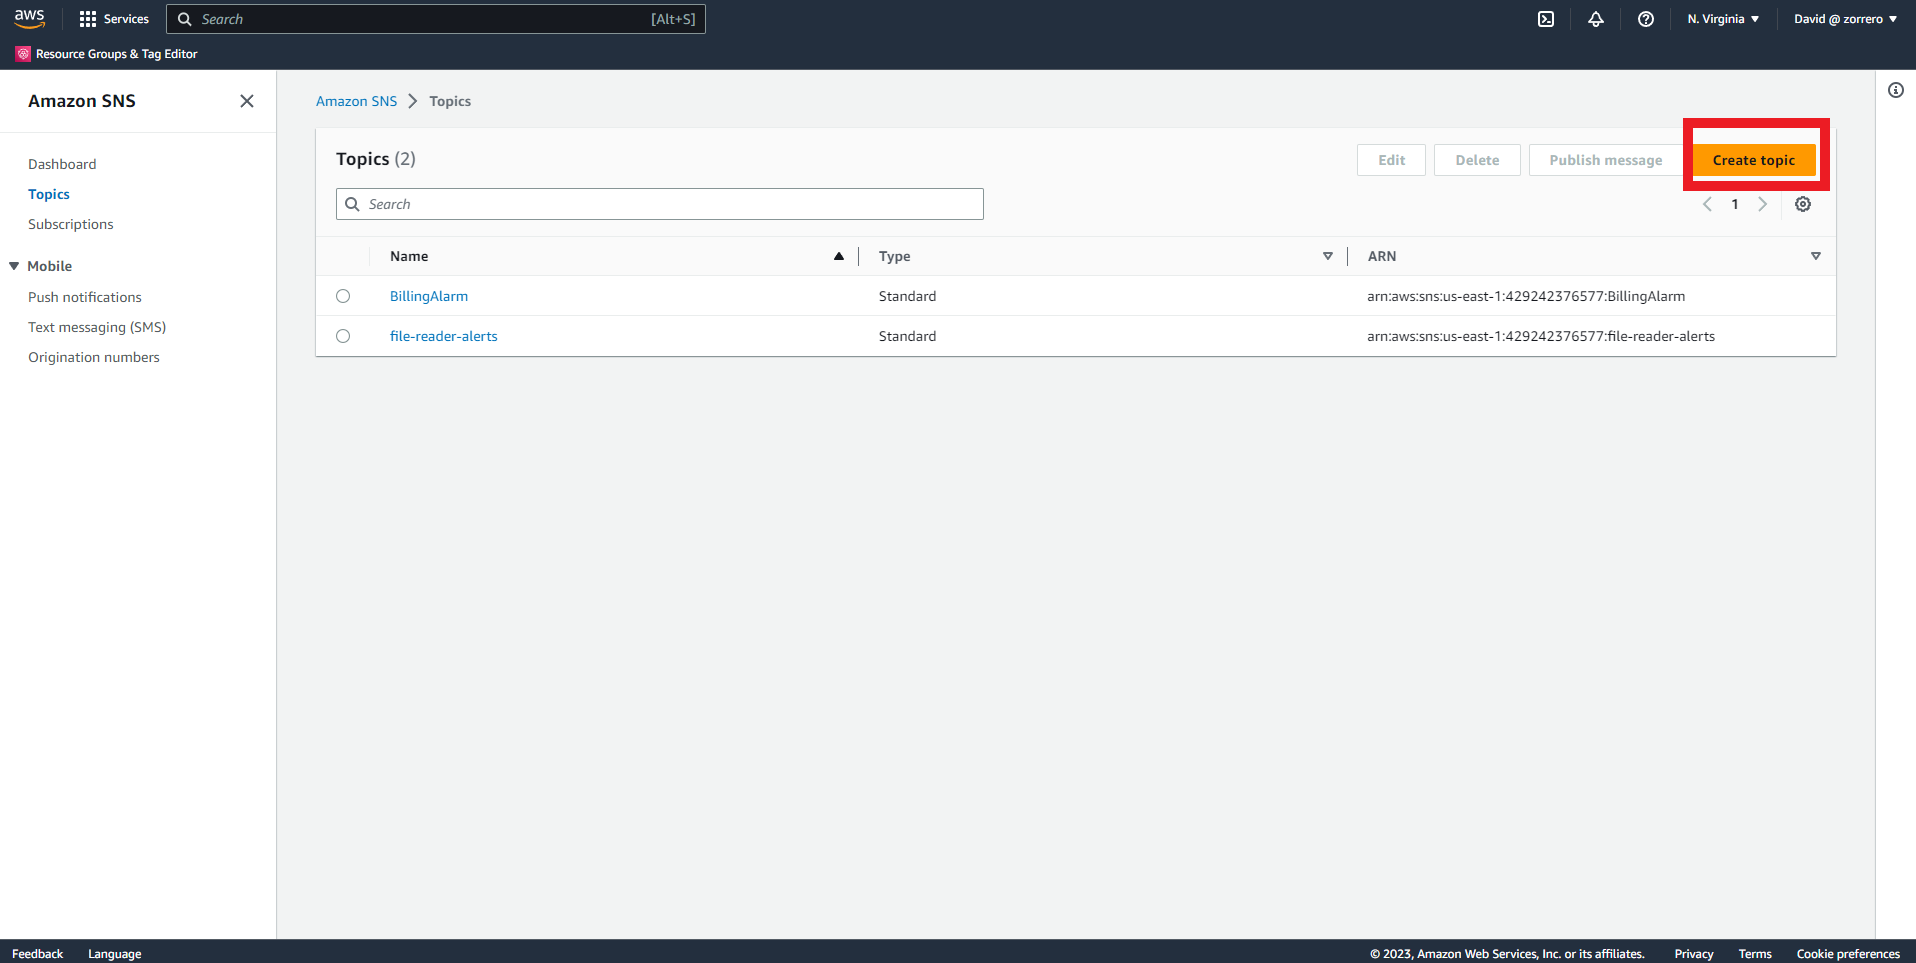 aws
Services
Search
[Alt+S]
N. Virginia
David @ zorrero
Resource Groups & Tag Editor
Amazon SNS
Dashboard
Topics
Subscriptions
Mobile
Push notifications
Text messaging (SMS)
Origination numbers
Amazon SNS
Topics
Topics (2)
Edit
Delete
Publish message
Create topic
Search
1
Name
Type
ARN
BillingAlarm
Standard
arn:aws:sns:us-east-1:429242376577:BillingAlarm
file-reader-alerts
Standard
arn:aws:sns:us-east-1:429242376577:file-reader-alerts
Feedback
Language
© 2023, Amazon Web Services, Inc. or its affiliates.
Privacy
Terms
Cookie preferences